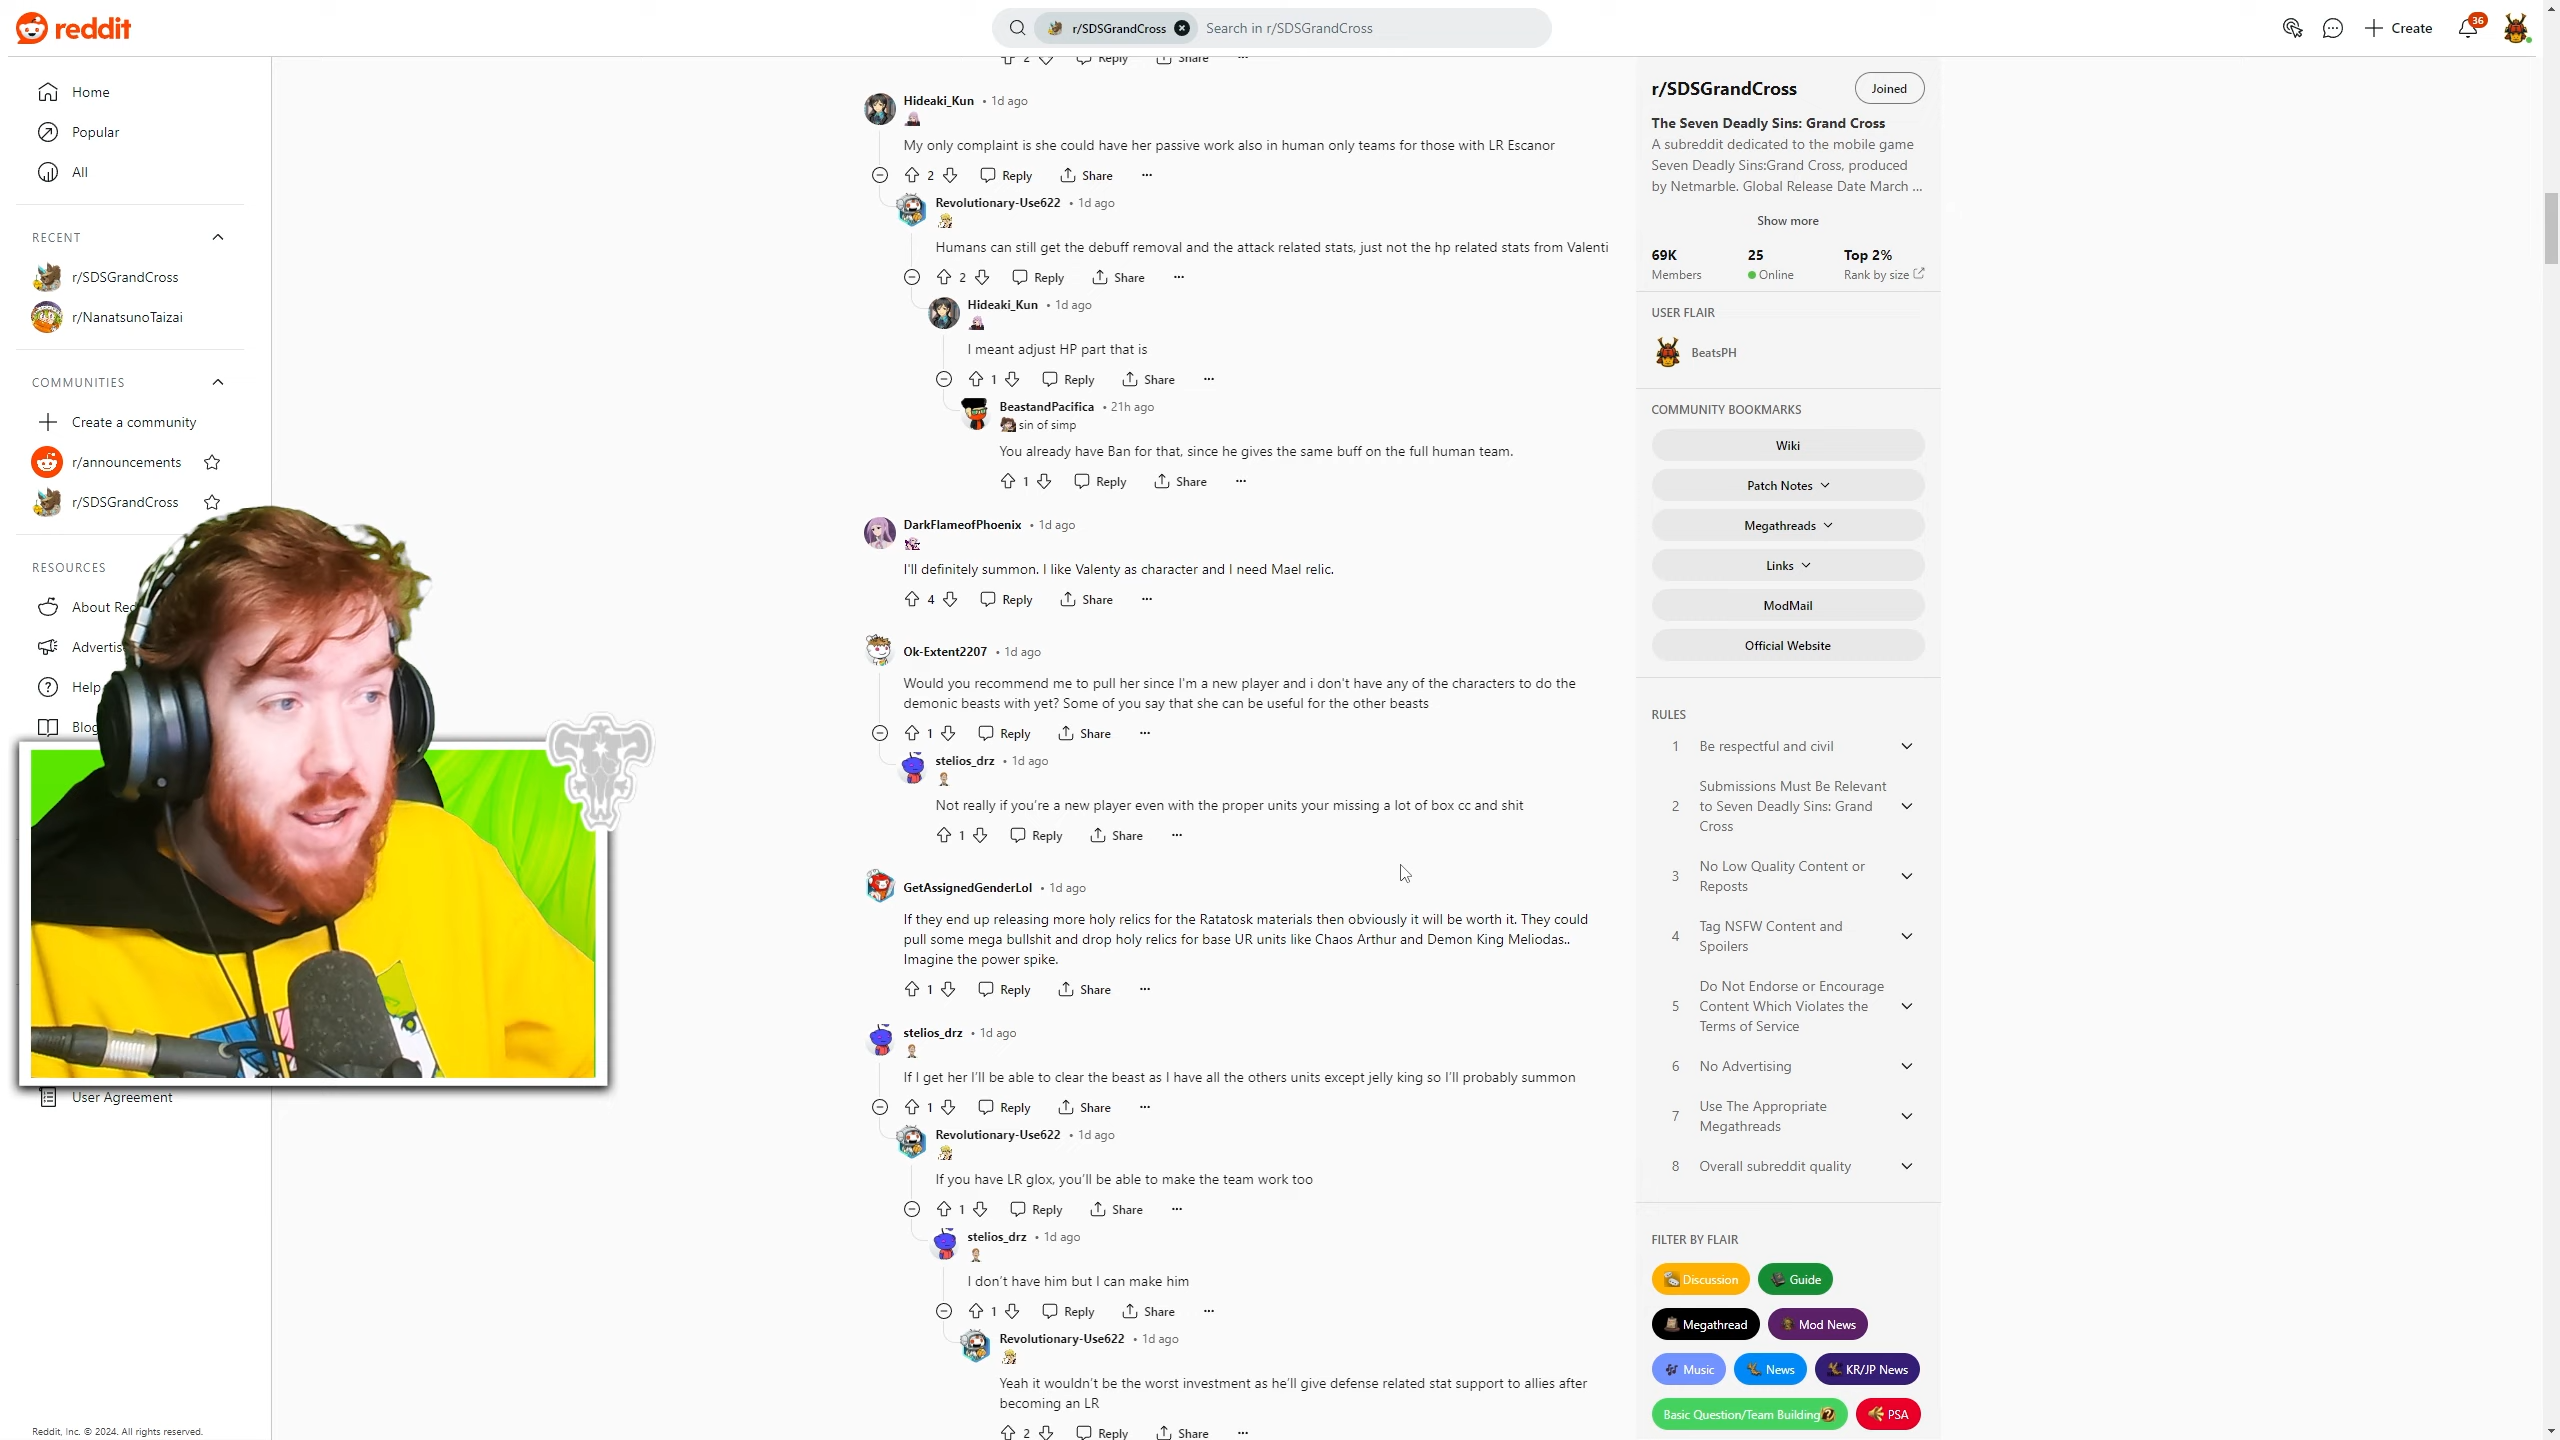 reddit
r/SDSGrandCross
Search in r/SDSGrandCross
Create
36
Home
Popular
All
RECENT
r/SDSGrandCross
r/NanatsunoTaizai
COMMUNITIES
Create a community
r/announcements
r/SDSGrandCross
RESOURCES
About Red
Advertis
Help
Blog
User Agreement
Reddit, Inc. © 2024. All rights reserved.
2 Reply Share ···
Hideaki_Kun • 1d ago
My only complaint is she could have her passive work also in human only teams for those with LR Escanor
2 Reply Share ···
Revolutionary-Use622 • 1d ago
Humans can still get the debuff removal and the attack related stats, just not the hp related stats from Valenti
2 Reply Share ···
Hideaki_Kun • 1d ago
I meant adjust HP part that is
1 Reply Share ···
BeastandPacifica • 21h ago
sin of simp
You already have Ban for that, since he gives the same buff on the full human team.
1 Reply Share ···
DarkFlameofPhoenix • 1d ago
I'll definitely summon. I like Valenty as character and I need Mael relic.
4 Reply Share ···
Ok-Extent2207 • 1d ago
Would you recommend me to pull her since I'm a new player and i don't have any of the characters to do the
demonic beasts with yet? Some of you say that she can be useful for the other beasts
1 Reply Share ···
stelios_drz • 1d ago
Not really if you're a new player even with the proper units your missing a lot of box cc and shit
1 Reply Share ···
GetAssignedGenderLol • 1d ago
If they end up releasing more holy relics for the Ratatosk materials then obviously it will be worth it. They could
pull some mega bullshit and drop holy relics for base UR units like Chaos Arthur and Demon King Meliodas..
Imagine the power spike.
1 Reply Share ···
stelios_drz • 1d ago
If I get her I'll be able to clear the beast as I have all the others units except jelly king so I'll probably summon
1 Reply Share ···
Revolutionary-Use622 • 1d ago
If you have LR glox, you'll be able to make the team work too
1 Reply Share ···
stelios_drz • 1d ago
I don't have him but I can make him
1 Reply Share ···
Revolutionary-Use622 • 1d ago
Yeah it wouldn't be the worst investment as he'll give defense related stat support to allies after
becoming an LR
2 Reply Share ···
r/SDSGrandCross
Joined
The Seven Deadly Sins: Grand Cross
A subreddit dedicated to the mobile game
Seven Deadly Sins:Grand Cross, produced
by Netmarble. Global Release Date March ...
Show more
69K 25 Top 2%
Members Online Rank by size
USER FLAIR
BeatsPH
COMMUNITY BOOKMARKS
Wiki
Patch Notes
Megathreads
Links
ModMail
Official Website
RULES
1 Be respectful and civil
2 Submissions Must Be Relevant
to Seven Deadly Sins: Grand
Cross
3 No Low Quality Content or
Reposts
4 Tag NSFW Content and
Spoilers
5 Do Not Endorse or Encourage
Content Which Violates the
Terms of Service
6 No Advertising
7 Use The Appropriate
Megathreads
8 Overall subreddit quality
FILTER BY FLAIR
Discussion Guide
Megathread Mod News
Music News KR/JP News
Basic Question/Team Building PSA